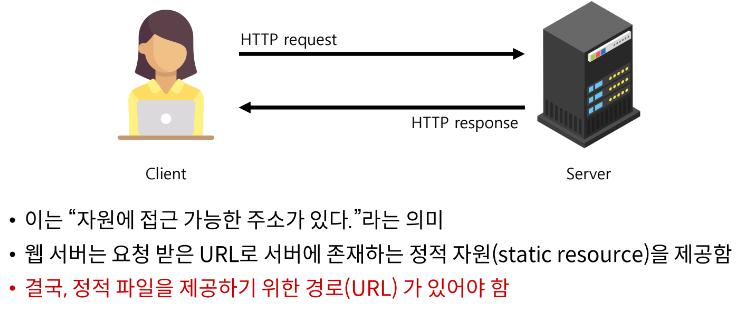 HTTP request
HTTP response
Client
Server
• 이는 “자원에 접근 가능한 주소가 있다.”라는 의미
• 웹 서버는 요청 받은 URL로 서버에 존재하는 정적 자원(static resource)을 제공함
• 결국, 정적 파일을 제공하기 위한 경로(URL) 가 있어야 함